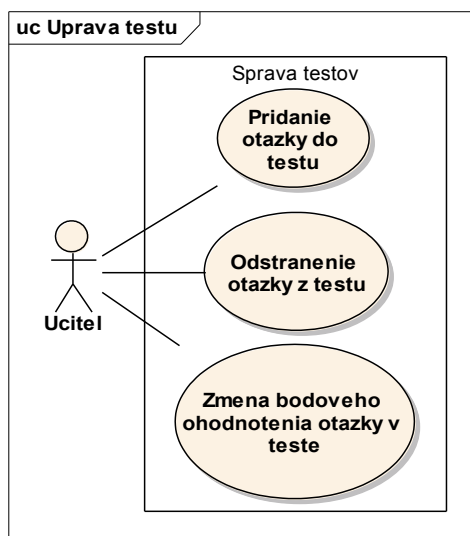 uc Uprava testu
Sprava testov
Pridanie
otazky do
testu
Odstranenie
otazky z testu
Ucitel
Zmena bodoveho
ohodnotenia otazky v
teste